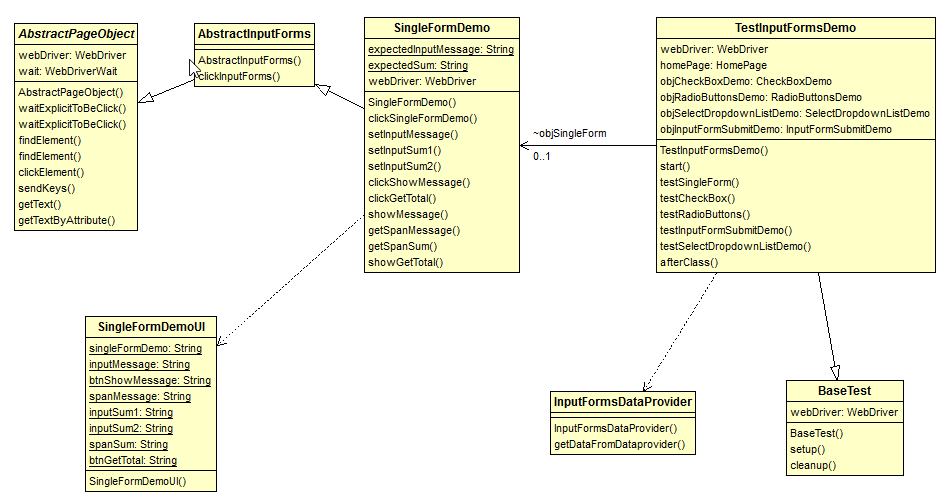 AbstractPageObject
webDriver: WebDriver
wait: WebDriverWait
AbstractPageObject()
waitExplicitToBeClick()
waitExplicitToBeClick()
findElement()
findElement()
clickElement()
sendKeys()
getText()
getTextByAttribute()
AbstractInputForms
AbstractInputForms()
clickInputForms()
SingleFormDemo
expectedInputMessage: String
expectedSum: String
webDriver: WebDriver
SingleFormDemo()
clickSingleFormDemo()
setInputMessage()
setInputSum1()
setInputSum2()
clickShowMessage()
clickGetTotal()
showMessage()
getSpanMessage()
getSpanSum()
showGetTotal()
~objSingleForm
0..1
TestInputFormsDemo
webDriver: WebDriver
homePage: HomePage
objCheckBoxDemo: CheckBoxDemo
objRadioButtonsDemo: RadioButtonsDemo
objSelectDropdownListDemo: SelectDropdownListDemo
objInputFormSubmitDemo: InputFormSubmitDemo
TestInputFormsDemo()
start()
testSingleForm()
testCheckBox()
testRadioButtons()
testInputFormSubmitDemo()
testSelectDropdownListDemo()
afterClass()
SingleFormDemoUI
singleFormDemo: String
inputMessage: String
btnShowMessage: String
spanMessage: String
inputSum1: String
inputSum2: String
spanSum: String
btnGetTotal: String
SingleFormDemoUI()
InputFormsDataProvider
InputFormsDataProvider()
getDataFromDataprovider()
BaseTest
webDriver: WebDriver
BaseTest()
setup()
cleanup()